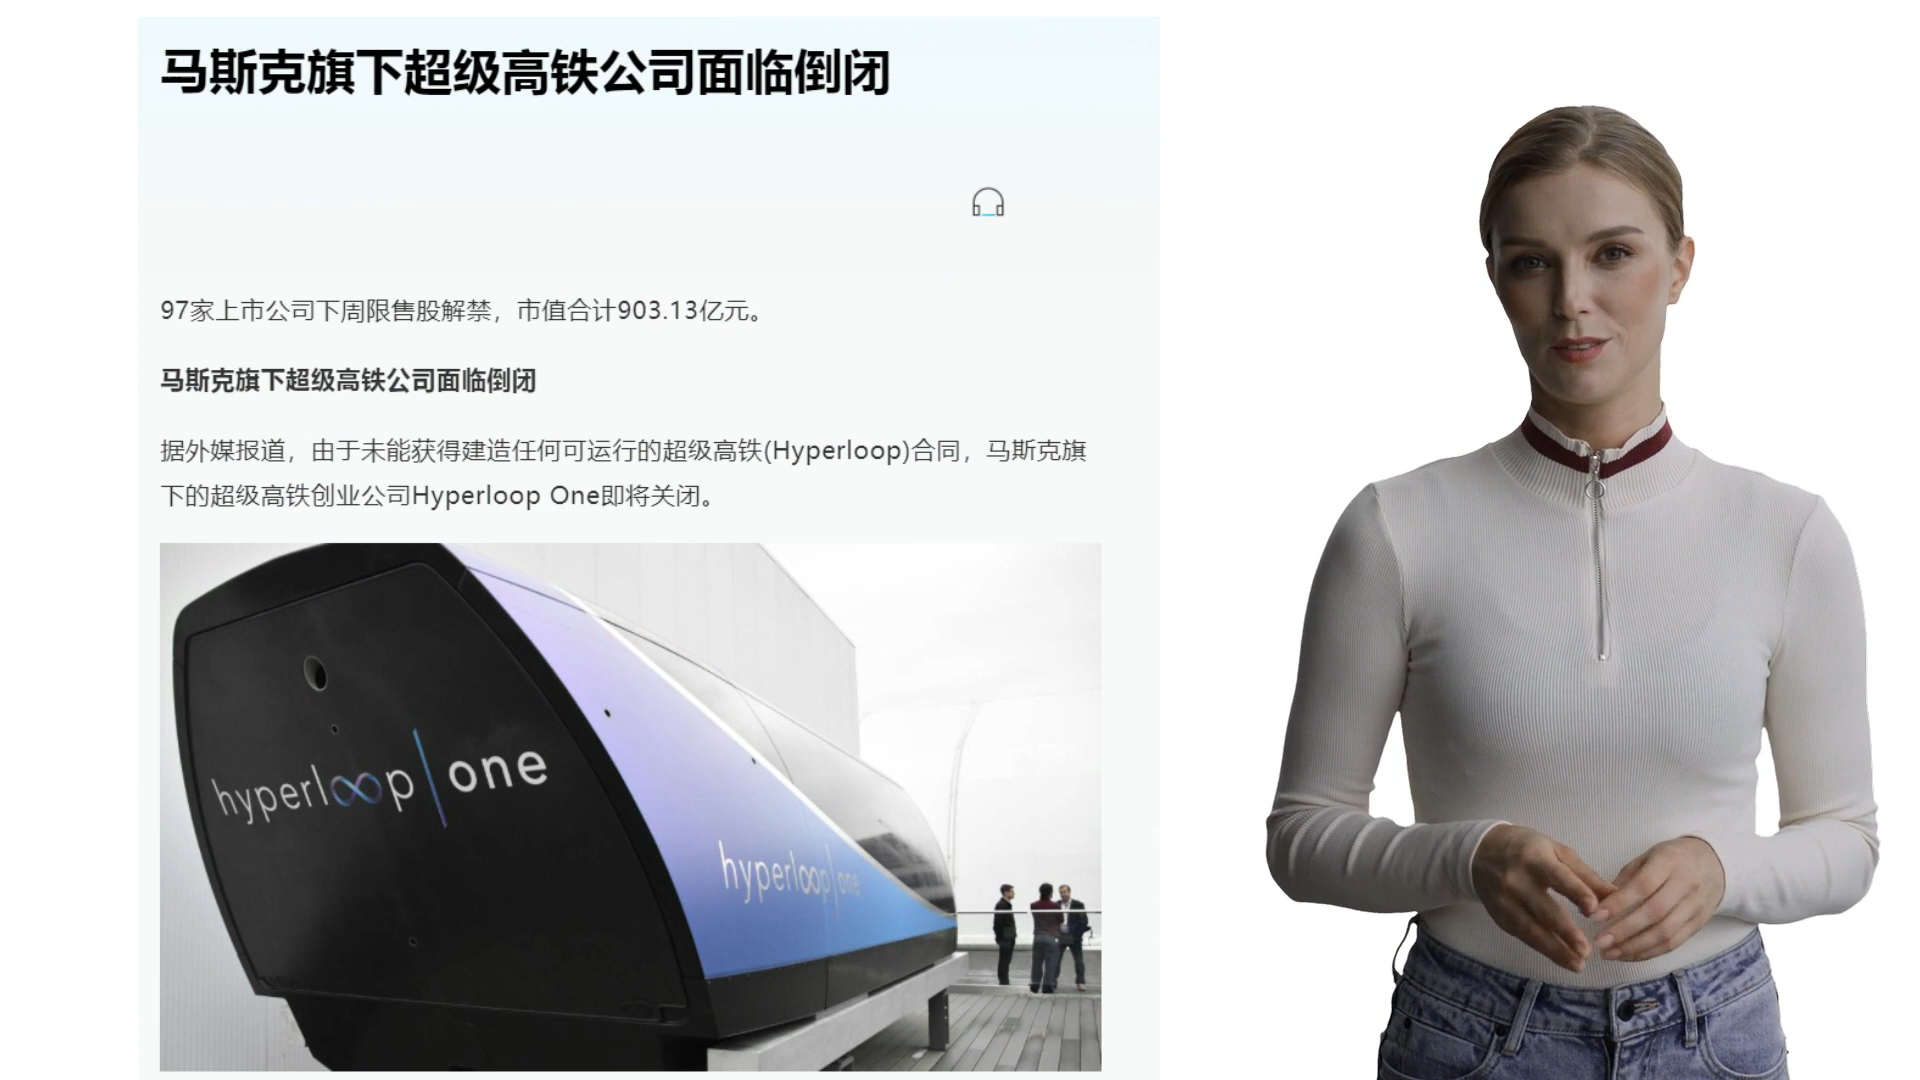 马斯克旗下超级高铁公司面临倒闭
97家上市公司下周限售股解禁，市值合计903.13亿元。
马斯克旗下超级高铁公司面临倒闭
据外媒报道，由于未能获得建造任何可运行的超级高铁(Hyperloop)合同，马斯克旗
下的超级高铁创业公司Hyperloop One即将关闭。
hyperloop | one
hyperloop | one